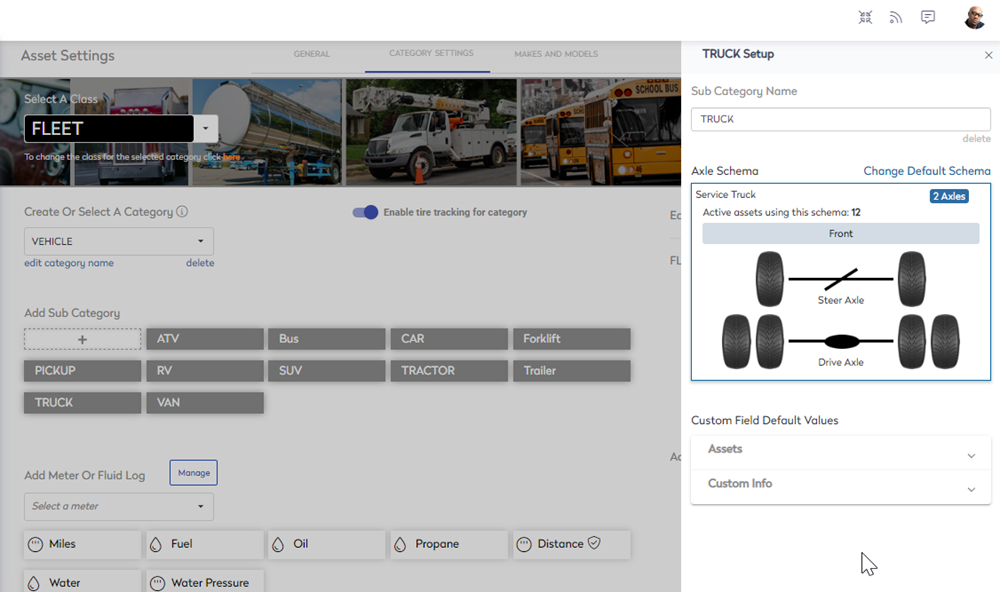 Asset Settings
GENERAL
CATEGORY SETTINGS
MAKES AND MODELS
Select A Class
FLEET
To change the class for the selected category click here
SCHOOL BUS
Create Or Select A Category
VEHICLE
edit category name
delete
Enable tire tracking for category
Add Sub Category
+
ATV
Bus
CAR
Forklift
PICKUP
RV
SUV
TRACTOR
Trailer
TRUCK
VAN
Add Meter Or Fluid Log
Manage
Select a meter
Miles
Fuel
Oil
Propane
Distance
Water
Water Pressure
TRUCK Setup
Sub Category Name
TRUCK
delete
Axle Schema
Change Default Schema
Service Truck
2 Axles
Active assets using this schema: 12
Front
Steer Axle
Drive Axle
Custom Field Default Values
Assets
Custom Info